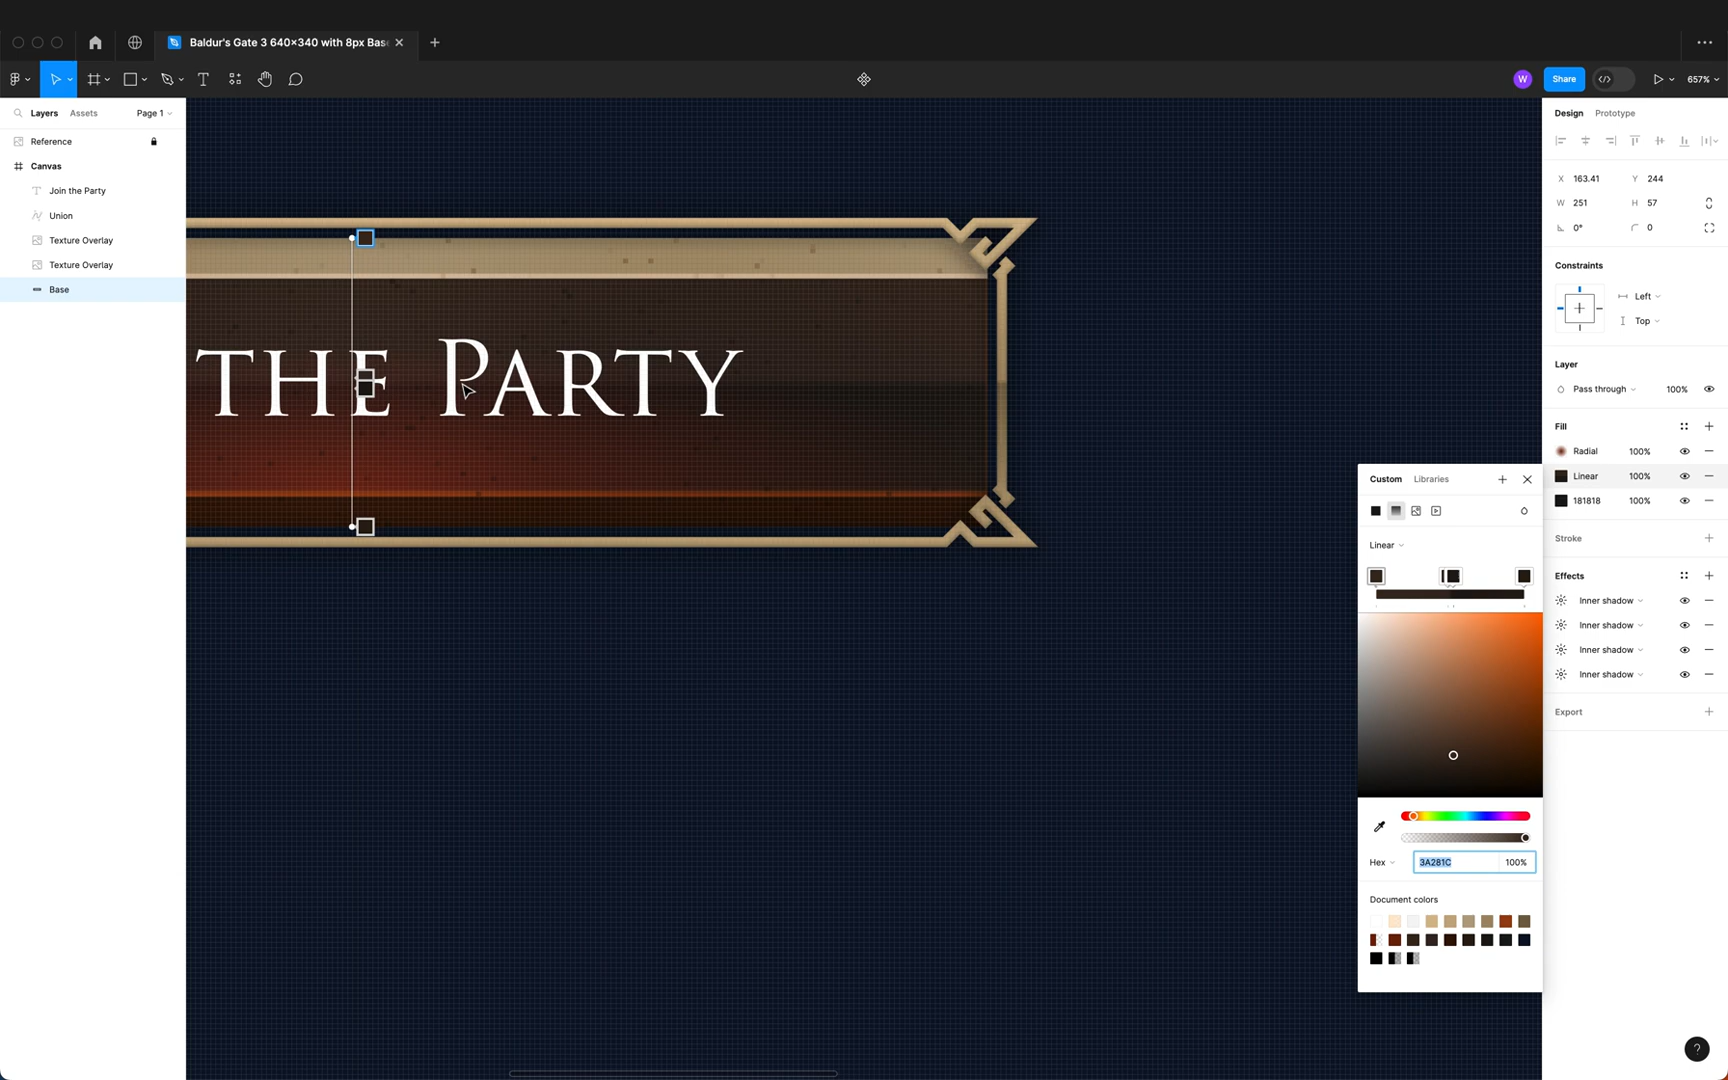 Baldur's Gate 3 640×340 with 8px Bas
W
Share
657%
Layers
Assets
Page 1
Reference
Canvas
Join the Party
Union
Texture Overlay
Texture Overlay
Base
THE PARTY
Design
Prototype
X 163.41 Y 244
W 251 H 57
0° 0
Constraints
Left
Top
Layer
Pass through 100%
Fill
Radial 100%
Linear 100%
181818 100%
Stroke
Effects
Inner shadow
Inner shadow
Inner shadow
Inner shadow
Export
Custom
Libraries
Linear
Hex 3A281C 100%
Document colors
?